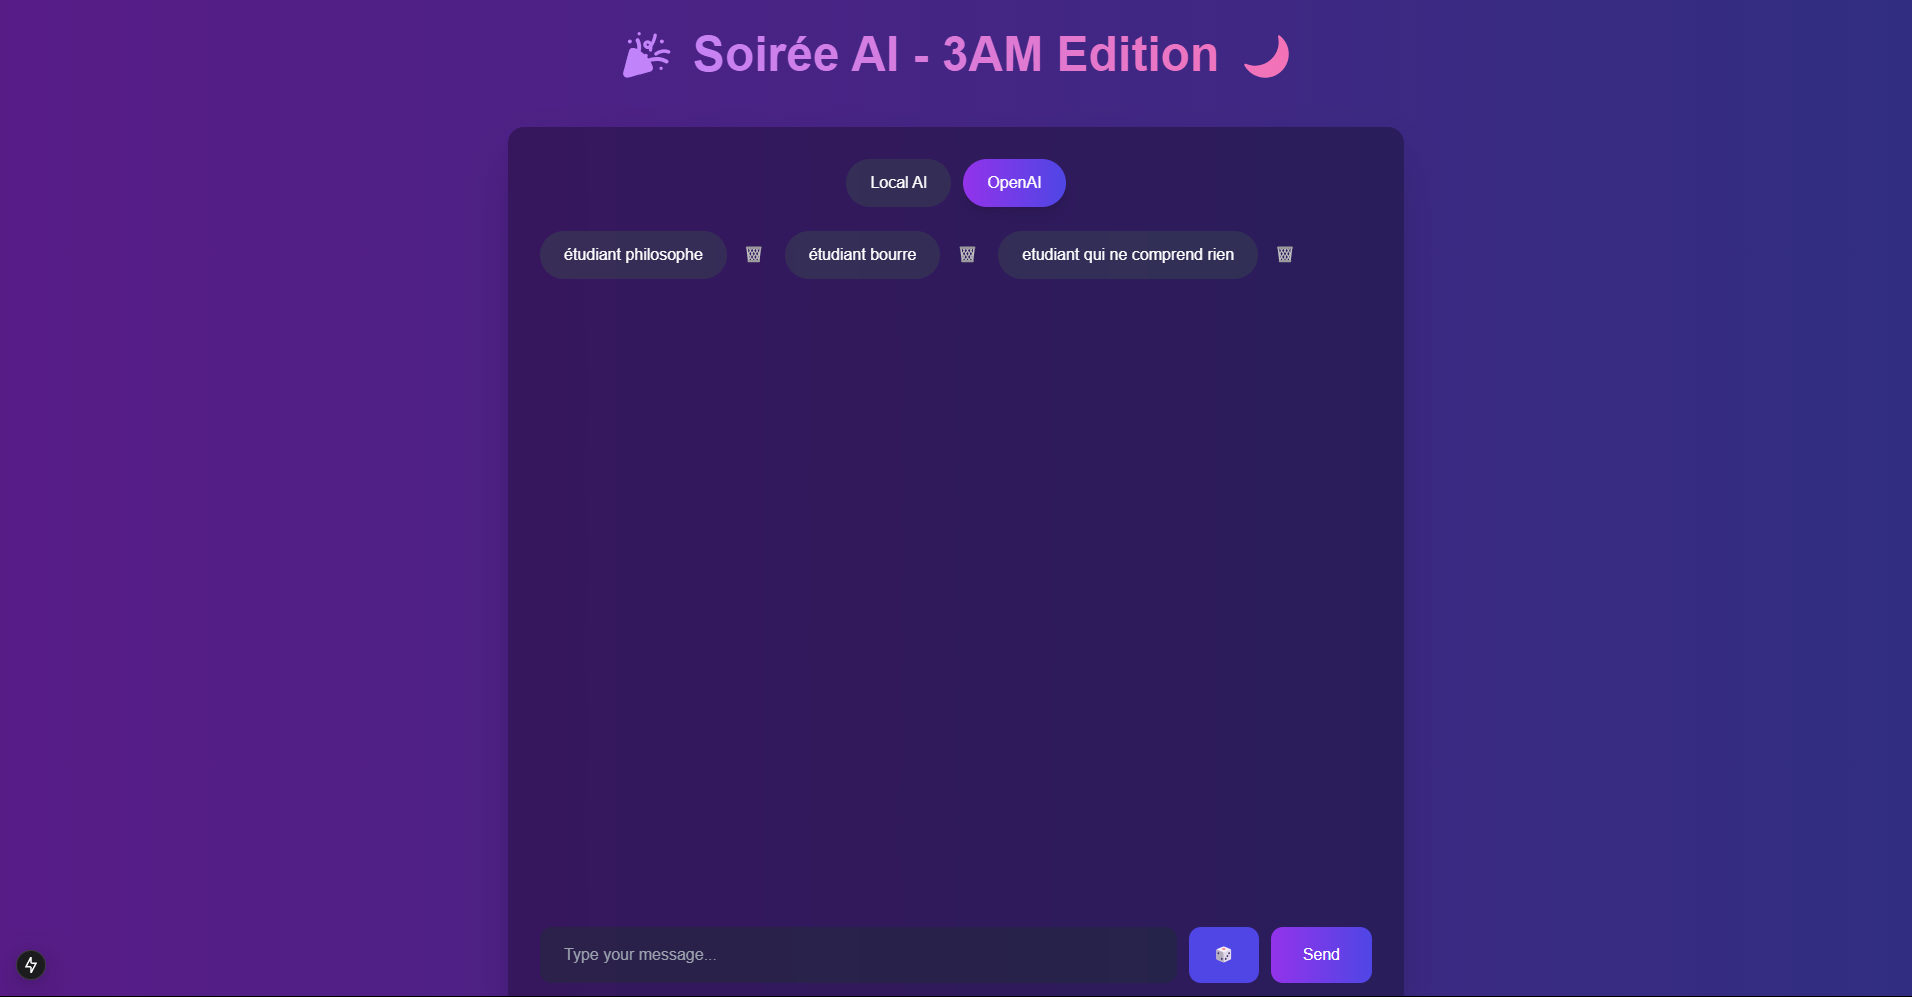 🎉 Soirée AI - 3AM Edition 🌙
Local AI OpenAI
étudiant philosophe étudiant bourre etudiant qui ne comprend rien
Type your message... Send